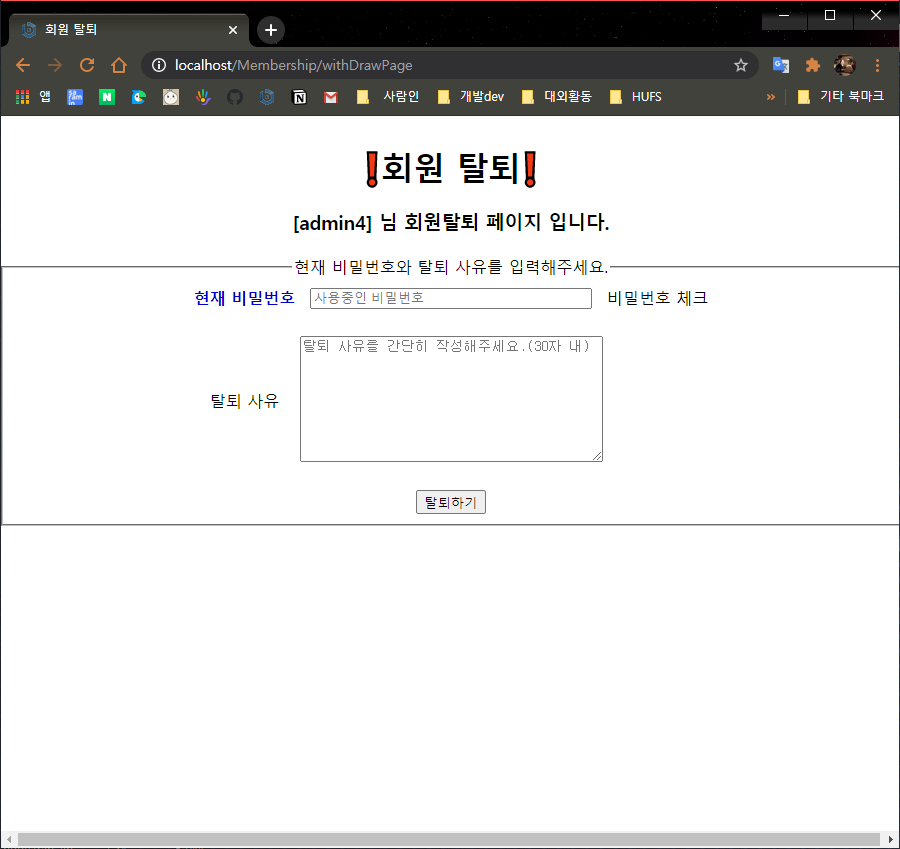 회원 탈퇴
localhost/Membership/withDrawPage
앱 사람인 개발dev 대외활동 HUFS » 기타 북마크
❗회원 탈퇴❗
[admin4] 님 회원탈퇴 페이지 입니다.
현재 비밀번호와 탈퇴 사유를 입력해주세요.
현재 비밀번호 사용중인 비밀번호 비밀번호 체크
탈퇴 사유를 간단히 작성해주세요.(30자 내)
탈퇴 사유
탈퇴하기